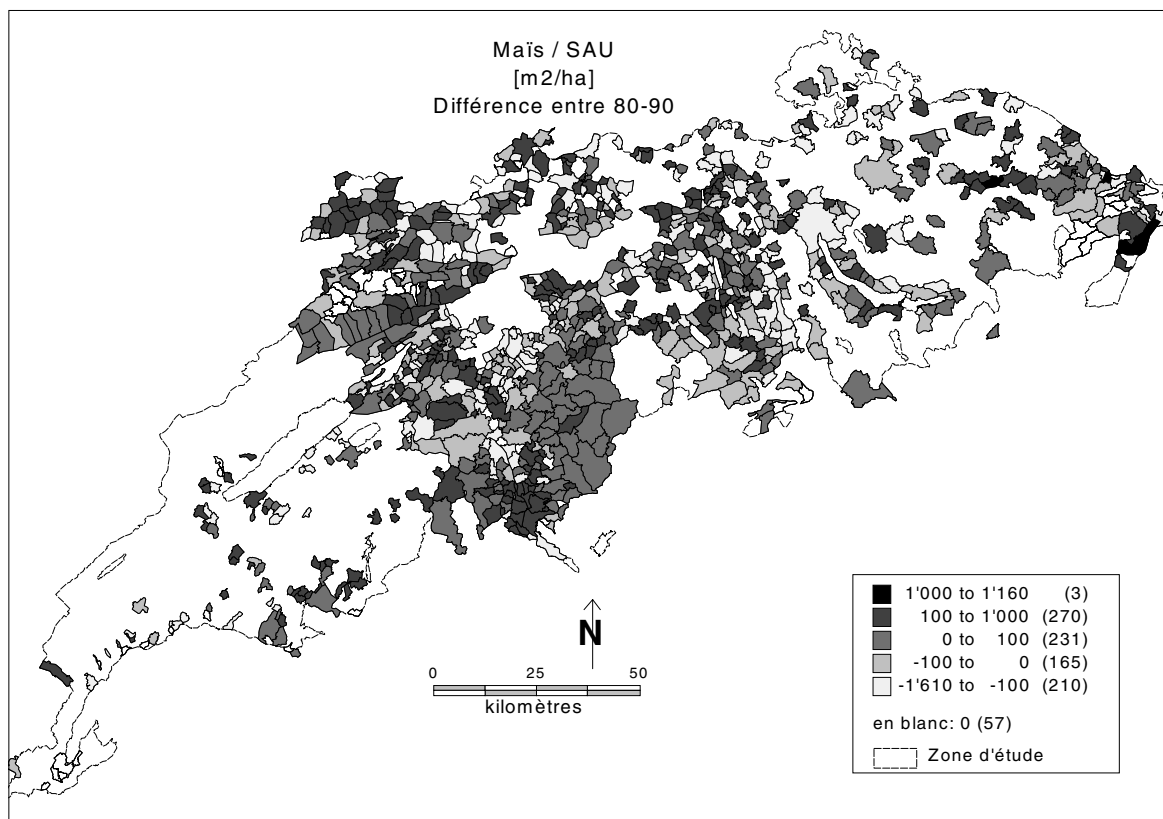 Maïs / SAU
[m2/ha]
Différence entre 80-90
N
0 25 50
kilomètres
1'000 to 1'160 (3)
100 to 1'000 (270)
0 to 100 (231)
-100 to 0 (165)
-1'610 to -100 (210)
en blanc: 0 (57)
Zone d'étude